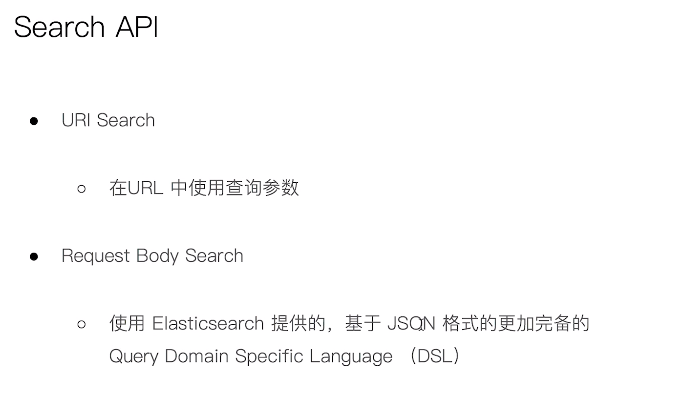 Search API
● URI Search
○ 在URL 中使用查询参数
● Request Body Search
○ 使用 Elasticsearch 提供的，基于 JSON 格式的更加完备的
Query Domain Specific Language （DSL）